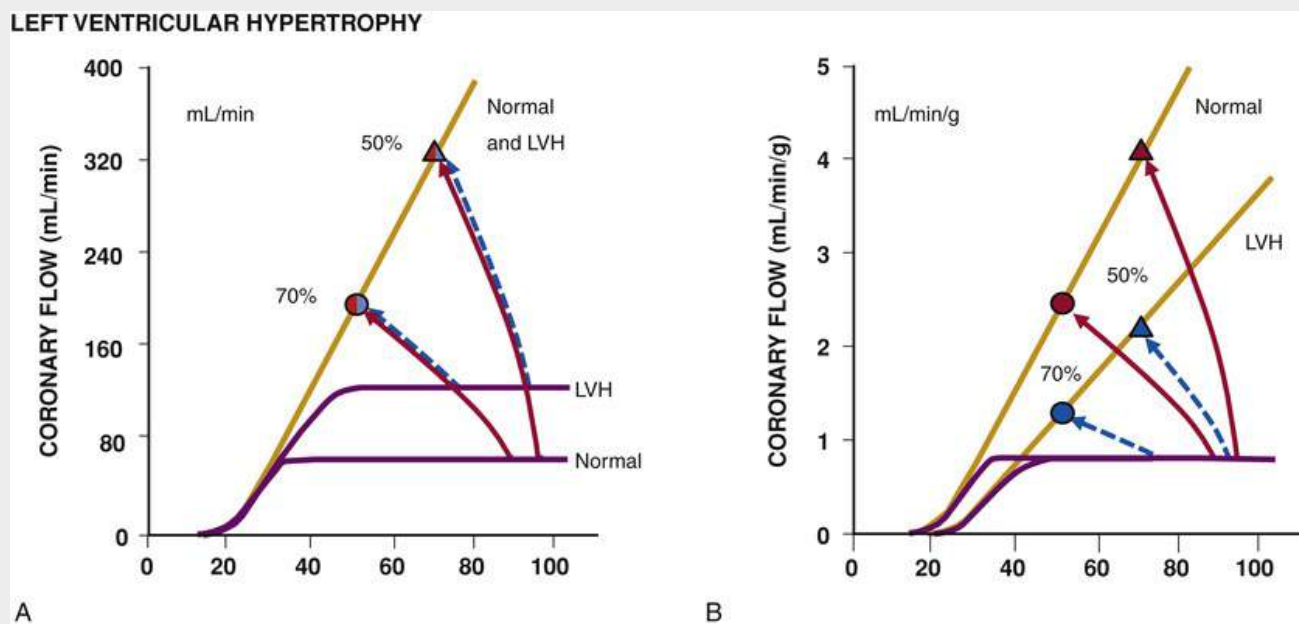 LEFT VENTRICULAR HYPERTROPHY
400
320
240
160
80
0
CORONARY FLOW (mL/min)
mL/min
50%
Normal
and LVH
70%
LVH
Normal
0
20
40
60
80
100
A
5
4
3
2
1
0
CORONARY FLOW (mL/min/g)
mL/min/g
Normal
LVH
50%
70%
0
20
40
60
80
100
B